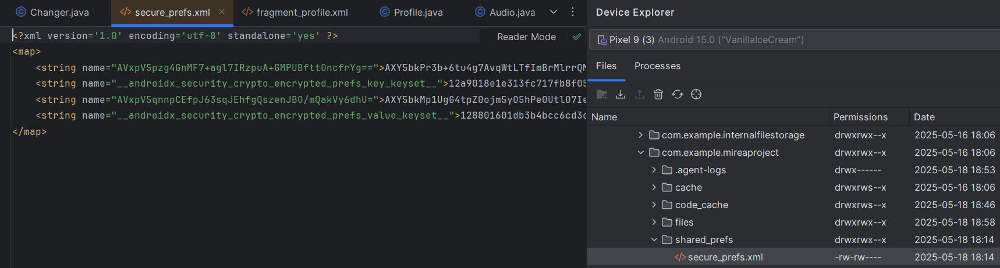 Changer.java
secure_prefs.xml
fragment_profile.xml
Profile.java
Audio.java
<?xml version='1.0' encoding='utf-8' standalone='yes' ?>
Reader Mode
<map>
<string name="AVxpV5pzg4GnMF7+agl7IRzpuA+GMPUBfttOncfrYg==">AXY5bkPr3b+6tu4g7AvqWtLTfImBrMlrrQM
<string name="__androidx_security_crypto_encrypted_prefs_key_keyset__">12a9018e1e313fc717fb8f05
<string name="AVxpV5qnnpCEfpJ63sqJEhfgQszenJB0/mQakVy6dhU=">AXY5bkMp1UgG4tpZ0ojm5yO5hPe0UtlO7Ie
<string name="__androidx_security_crypto_encrypted_prefs_value_keyset__">128801601db3b4bcc6cd3c
</map>
Device Explorer
Pixel 9 (3) Android 15.0 ("VanillaIceCream")
Files Processes
Name Permissions Date
com.example.internalfilestorage drwxrwx--x 2025-05-16 18:06
com.example.mireaproject drwxrwx--x 2025-05-16 18:06
.agent-logs drwx------ 2025-05-18 18:53
cache drwxrws--x 2025-05-16 18:06
code_cache drwxrws--x 2025-05-18 18:46
files drwxrwx--x 2025-05-18 18:58
shared_prefs drwxrwx--x 2025-05-18 18:14
secure_prefs.xml -rw-rw---- 2025-05-18 18:14